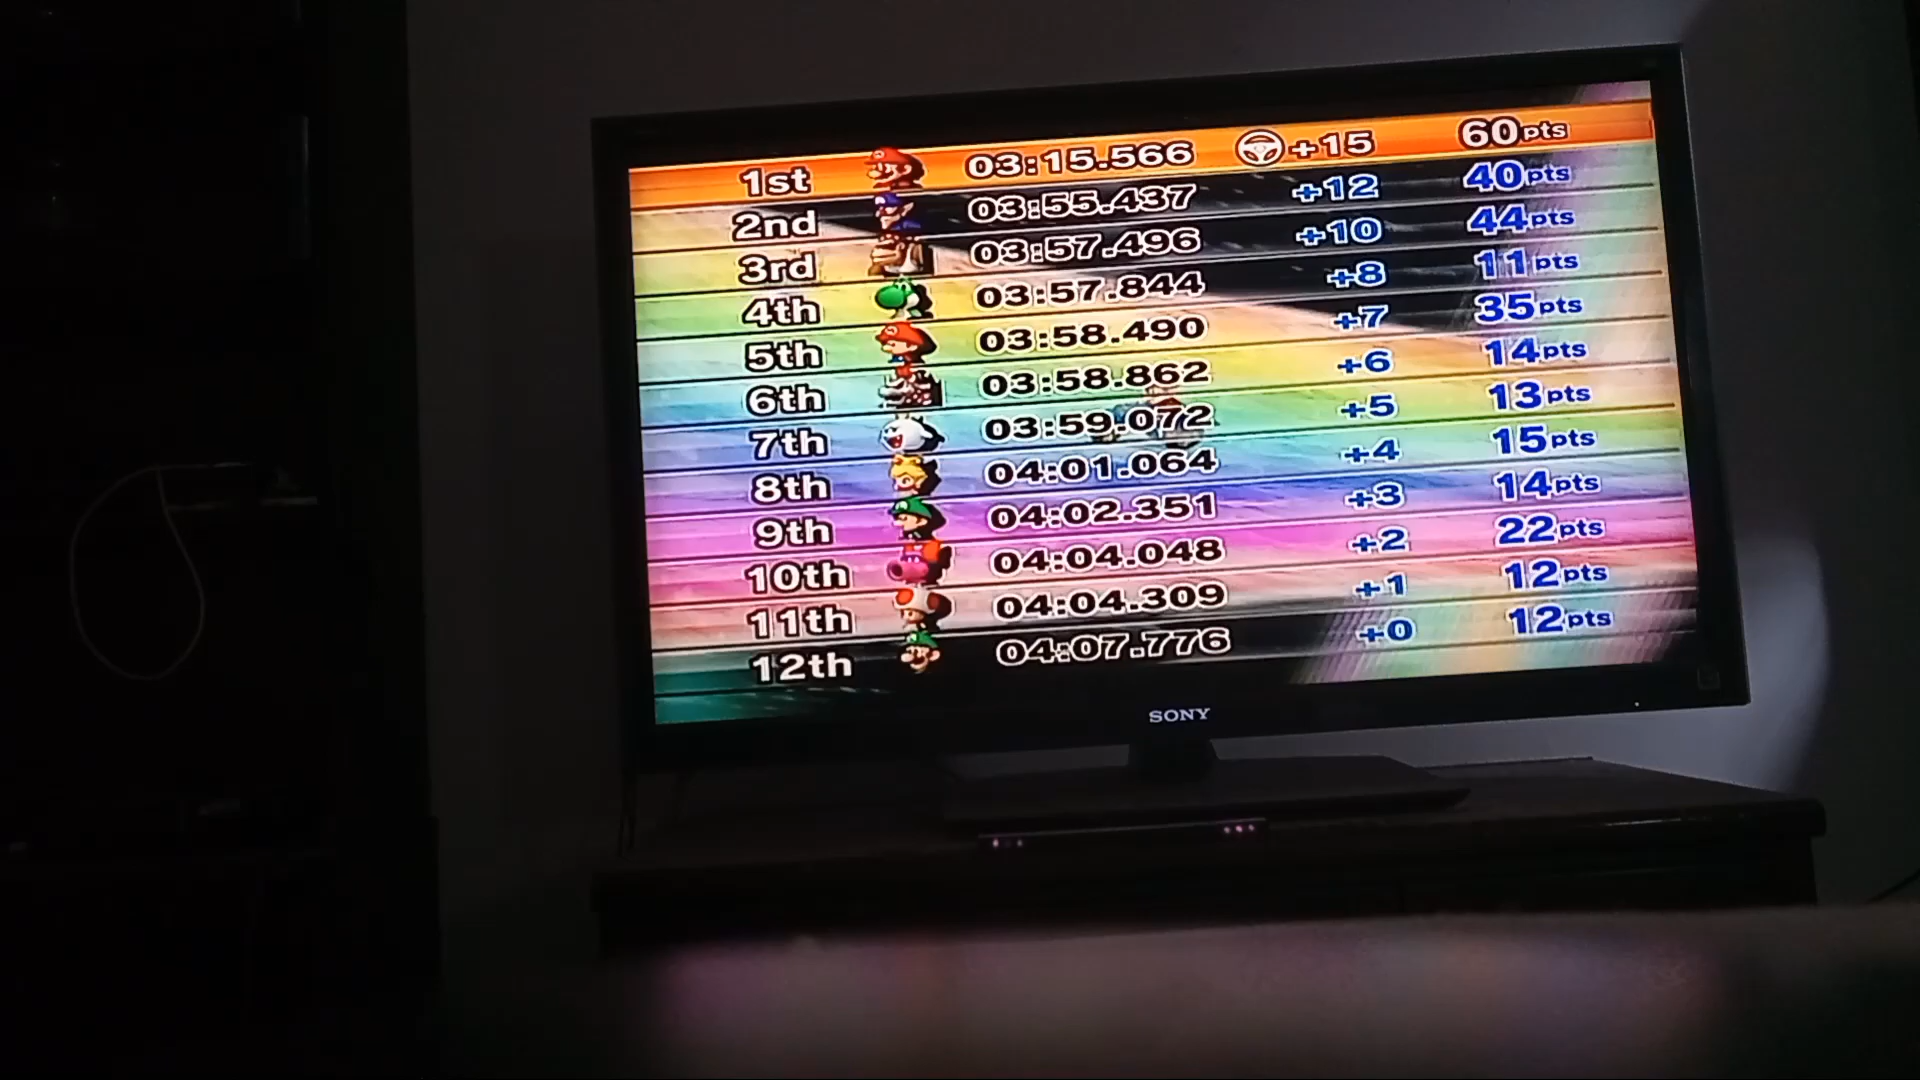 1st 03:15.566 +15 60pts
2nd 03:55.437 +12 40pts
3rd 03:57.496 +10 44pts
4th 03:57.844 +8 11pts
5th 03:58.490 +7 35pts
6th 03:58.862 +6 14pts
7th 03:59.072 +5 13pts
8th 04:01.064 +4 15pts
9th 04:02.351 +3 14pts
10th 04:04.048 +2 22pts
11th 04:04.309 +1 12pts
12th 04:07.776 +0 12pts
SONY